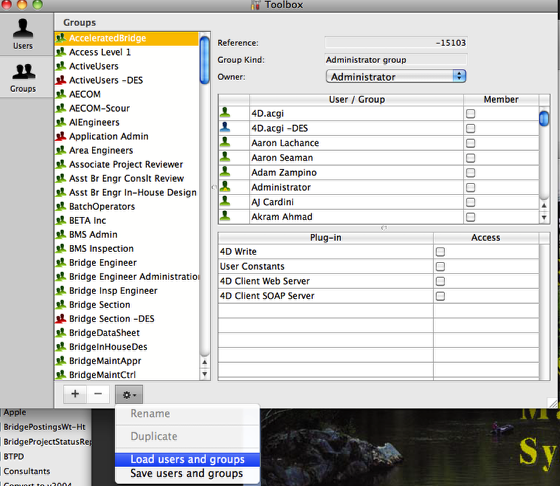 Toolbox
Users
Groups
Groups
AcceleratedBridge
Access Level 1
ActiveUsers
ActiveUsers -DES
AECOM
AECOM-Scour
AIEngineers
Application Admin
Area Engineers
Associate Project Reviewer
Asst Br Engr Conslt Review
Asst Br Engr In-House Design
BatchOperators
BETA Inc
BMS Admin
BMS Inspection
Bridge Engineer
Bridge Engineer Administration
Bridge Insp Engineer
Bridge Section
Bridge Section -DES
BridgeDataSheet
BridgeInHouseDes
BridgeMaintAppr
BridgeMaintCtrl
Reference: -15103
Group Kind: Administrator group
Owner: Administrator
User / Group Member
4D.acgi
4D.acgi -DES
Aaron Lachance
Aaron Seaman
Adam Zampino
Administrator
AJ Cardini
Akram Ahmad
Plug-in Access
4D Write
User Constants
4D Client Web Server
4D Client SOAP Server
Rename
Duplicate
Load users and groups
Save users and groups
Apple
BridgePostingsWt-Ht
BridgeProjectStatusRep
BTPD
Consultants
Convert to v2004
Ma
Sy